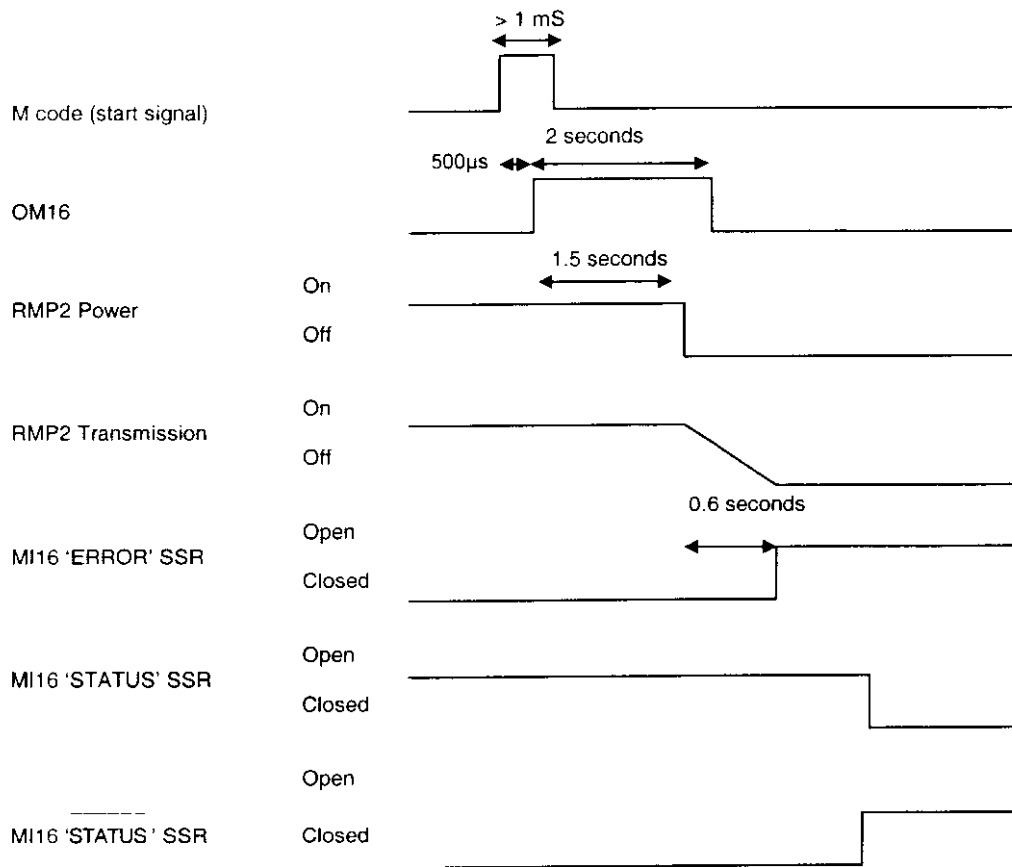 > 1 mS
M code (start signal)
2 seconds
500µs
OM16
1.5 seconds
On
RMP2 Power
Off
On
RMP2 Transmission
Off
0.6 seconds
Open
MI16 ‘ERROR’ SSR
Closed
Open
MI16 ‘STATUS’ SSR
Closed
Open
MI16 ‘STATUS’ SSR Closed